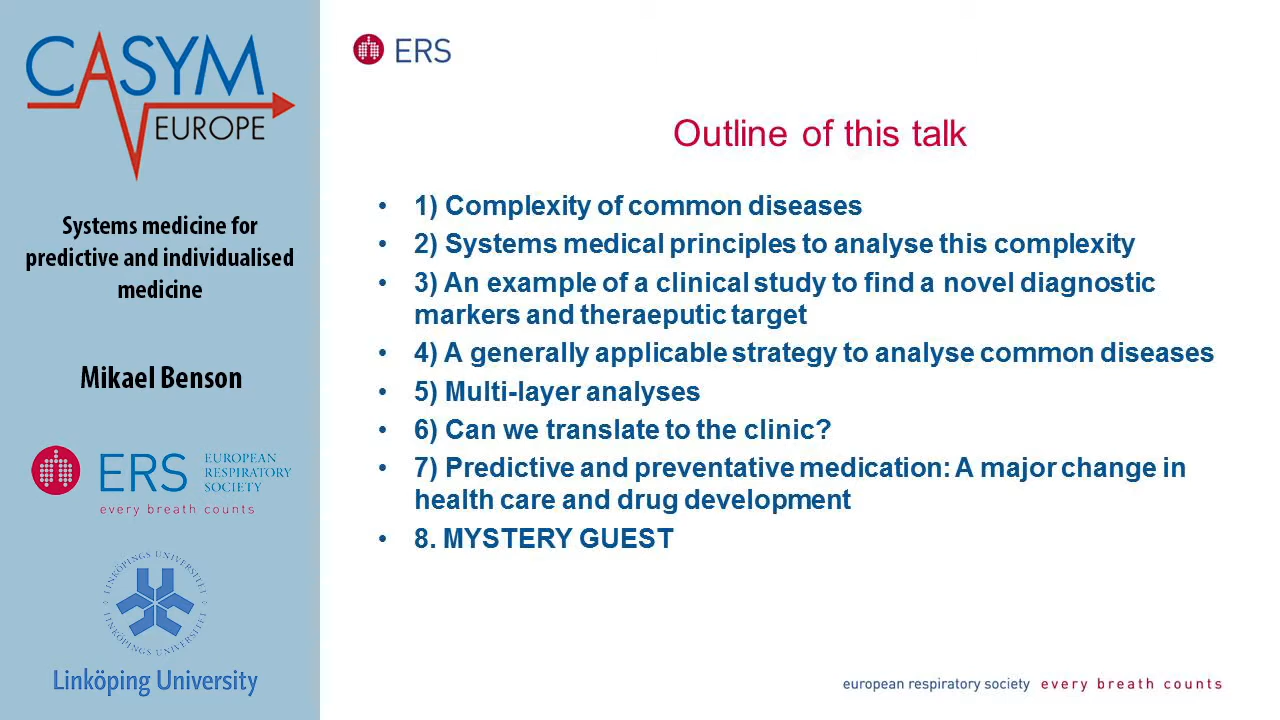 CASYM
EUROPE
Systems medicine for
predictive and individualised
medicine
Mikael Benson
ERS
EUROPEAN
RESPIRATORY
SOCIETY
every breath counts
LINKÖPINGS UNIVERSITET
LINKÖPINGS UNIVERSITET
Linköping University
ERS
Outline of this talk
• 1) Complexity of common diseases
• 2) Systems medical principles to analyse this complexity
• 3) An example of a clinical study to find a novel diagnostic
markers and theraeputic target
• 4) A generally applicable strategy to analyse common diseases
• 5) Multi-layer analyses
• 6) Can we translate to the clinic?
• 7) Predictive and preventative medication: A major change in
health care and drug development
• 8. MYSTERY GUEST
european respiratory society every breath counts